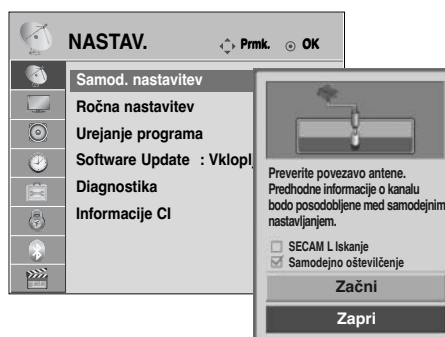 NASTAV.
Prmk. OK
Samod. nastavitev
Ročna nastavitev
Urejanje programa
Software Update : Vklopl
Diagnostika
Informacije CI
Preverite povezavo antene.
Predhodne informacije o kanalu
bodo posodobljene med samodejnim
nastavljanjem.
SECAM L Iskanje
Samodejno oštevilčenje
Začni
Zapri